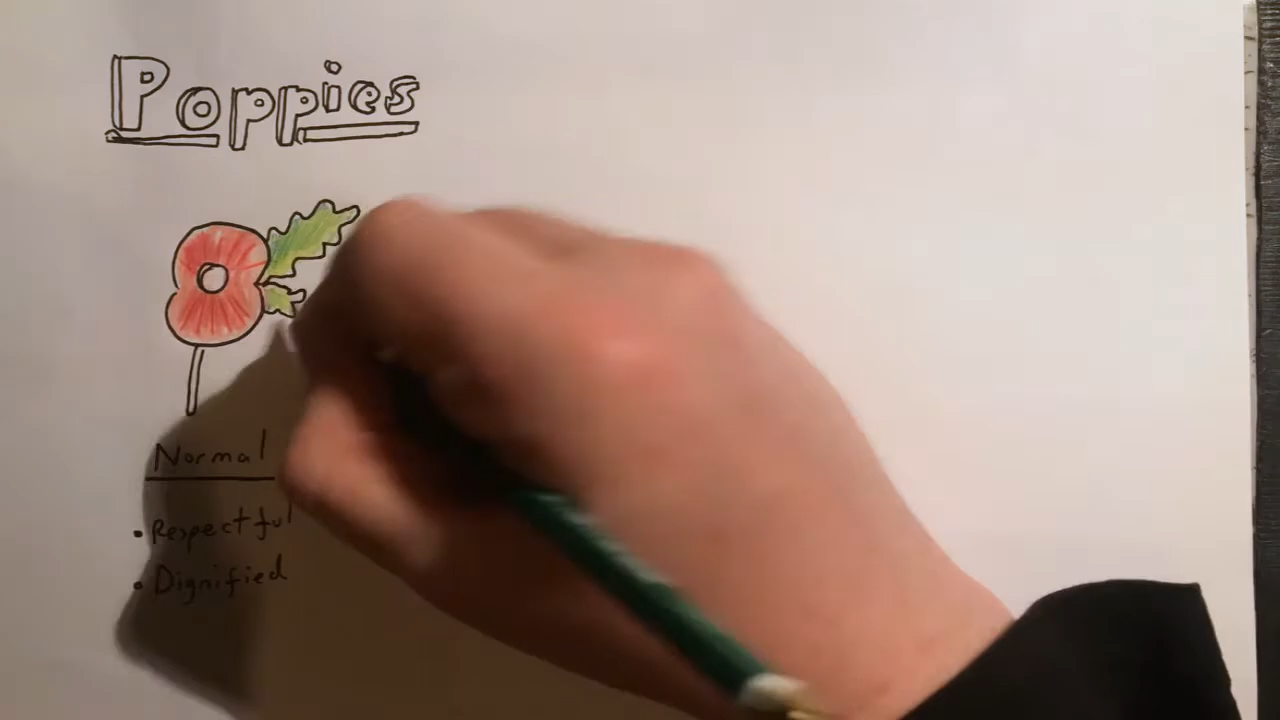 Poppies
Normal
• Respectful
• Dignified